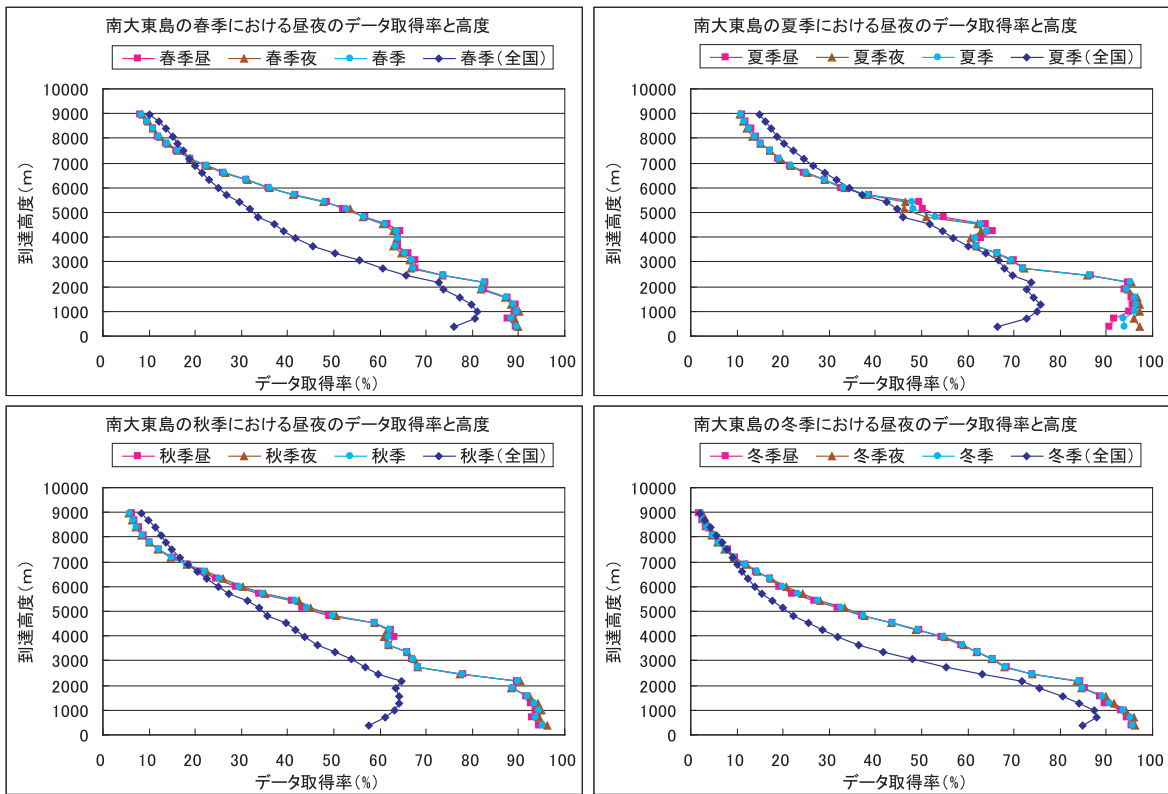 南大東島の春季における昼夜のデータ取得率と高度
春季昼 春季夜 春季 春季(全国)
10000
9000
8000
7000
6000
5000
4000
3000
2000
1000
0
到達高度(m)
0 10 20 30 40 50 60 70 80 90 100
データ取得率(%)
南大東島の夏季における昼夜のデータ取得率と高度
夏季昼 夏季夜 夏季 夏季(全国)
10000
9000
8000
7000
6000
5000
4000
3000
2000
1000
0
到達高度(m)
0 10 20 30 40 50 60 70 80 90 100
データ取得率(%)
南大東島の秋季における昼夜のデータ取得率と高度
秋季昼 秋季夜 秋季 秋季(全国)
10000
9000
8000
7000
6000
5000
4000
3000
2000
1000
0
到達高度(m)
0 10 20 30 40 50 60 70 80 90 100
データ取得率(%)
南大東島の冬季における昼夜のデータ取得率と高度
冬季昼 冬季夜 冬季 冬季(全国)
10000
9000
8000
7000
6000
5000
4000
3000
2000
1000
0
到達高度(m)
0 10 20 30 40 50 60 70 80 90 100
データ取得率(%)